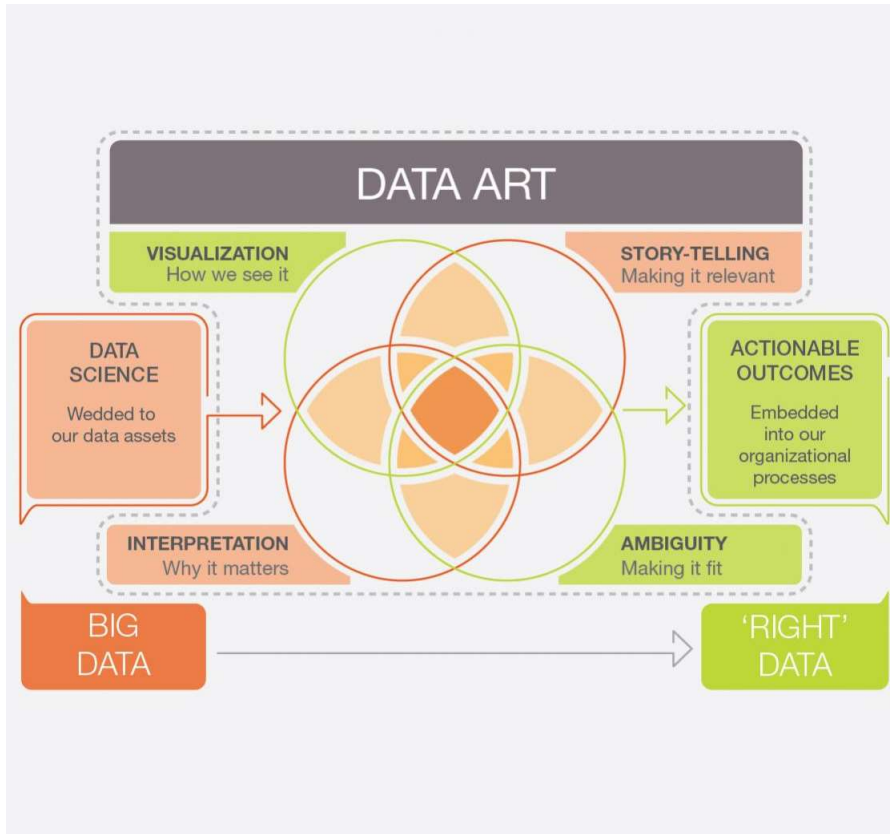 DATA ART
VISUALIZATION
How we see it
STORY-TELLING
Making it relevant
DATA
SCIENCE
Wedded to
our data assets
ACTIONABLE
OUTCOMES
Embedded
into our
organizational
processes
INTERPRETATION
Why it matters
AMBIGUITY
Making it fit
BIG
DATA
‘RIGHT’
DATA